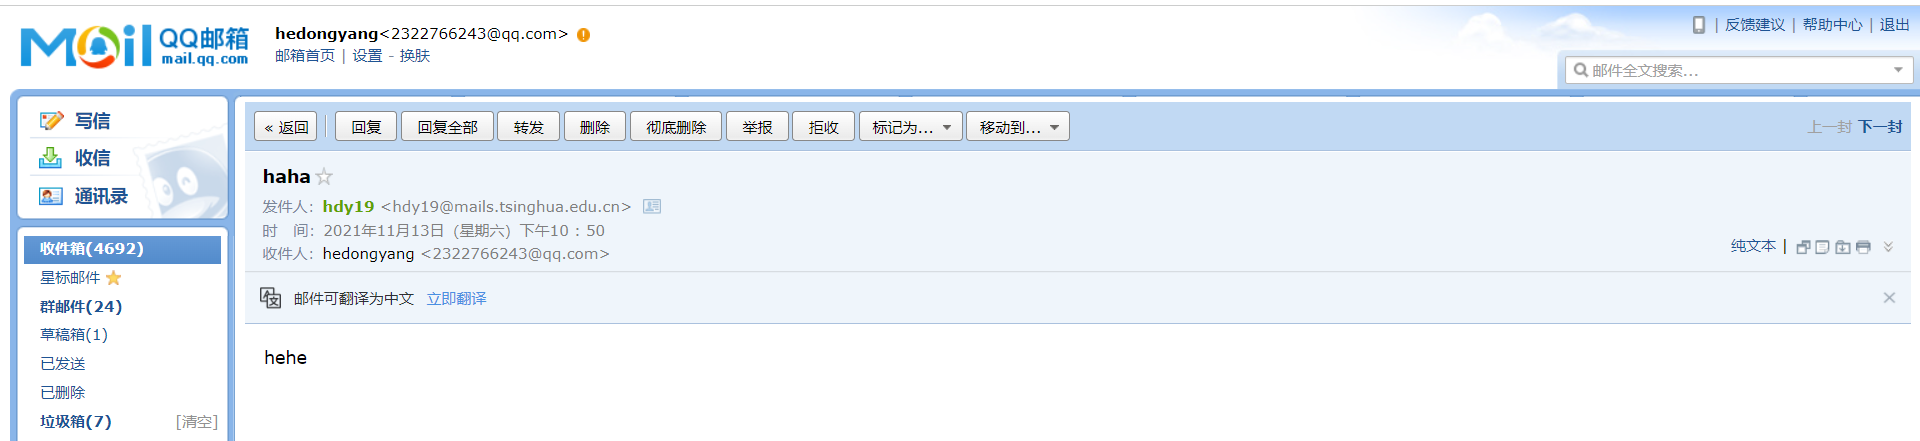 Mail QQ邮箱 mail.qq.com
hedongyang<2322766243@qq.com>
邮箱首页 | 设置 - 换肤
| 反馈建议 | 帮助中心 | 退出
邮件全文搜索...
写信
收信
通讯录
收件箱(4692)
星标邮件
群邮件(24)
草稿箱(1)
已发送
已删除
垃圾箱(7) [清空]
« 返回 回复 回复全部 转发 删除 彻底删除 举报 拒收 标记为... 移动到... 上一封 下一封
haha
发件人：hdy19 <hdy19@mails.tsinghua.edu.cn>
时　间：2021年11月13日（星期六）下午10：50
收件人：hedongyang <2322766243@qq.com>
纯文本 |
邮件可翻译为中文 立即翻译
hehe